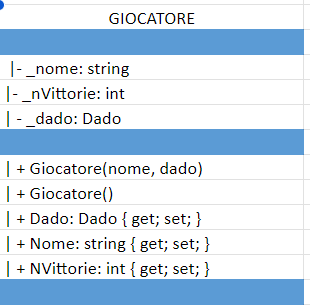 GIOCATORE
|- _nome: string
|- _nVittorie: int
| - _dado: Dado
| + Giocatore(nome, dado)
| + Giocatore()
| + Dado: Dado { get; set; }
| + Nome: string { get; set; }
| + NVittorie: int { get; set; }